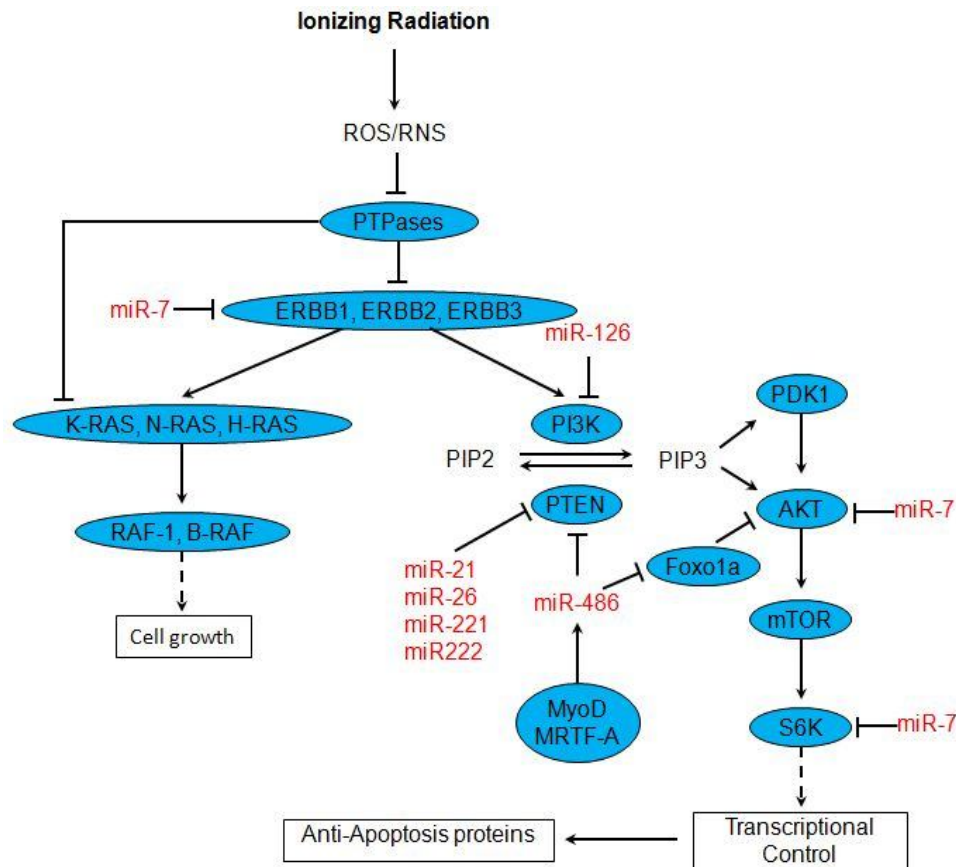 Ionizing Radiation
ROS/RNS
PTPases
miR-7
ERBB1, ERBB2, ERBB3
miR-126
PDK1
K-RAS, N-RAS, H-RAS
PI3K
PIP2
PIP3
PTEN
AKT
miR-7
RAF-1, B-RAF
Foxo1a
miR-21
miR-26
miR-221
miR222
miR-486
mTOR
Cell growth
MyoD
MRTF-A
S6K
miR-7
Anti-Apoptosis proteins
Transcriptional
Control